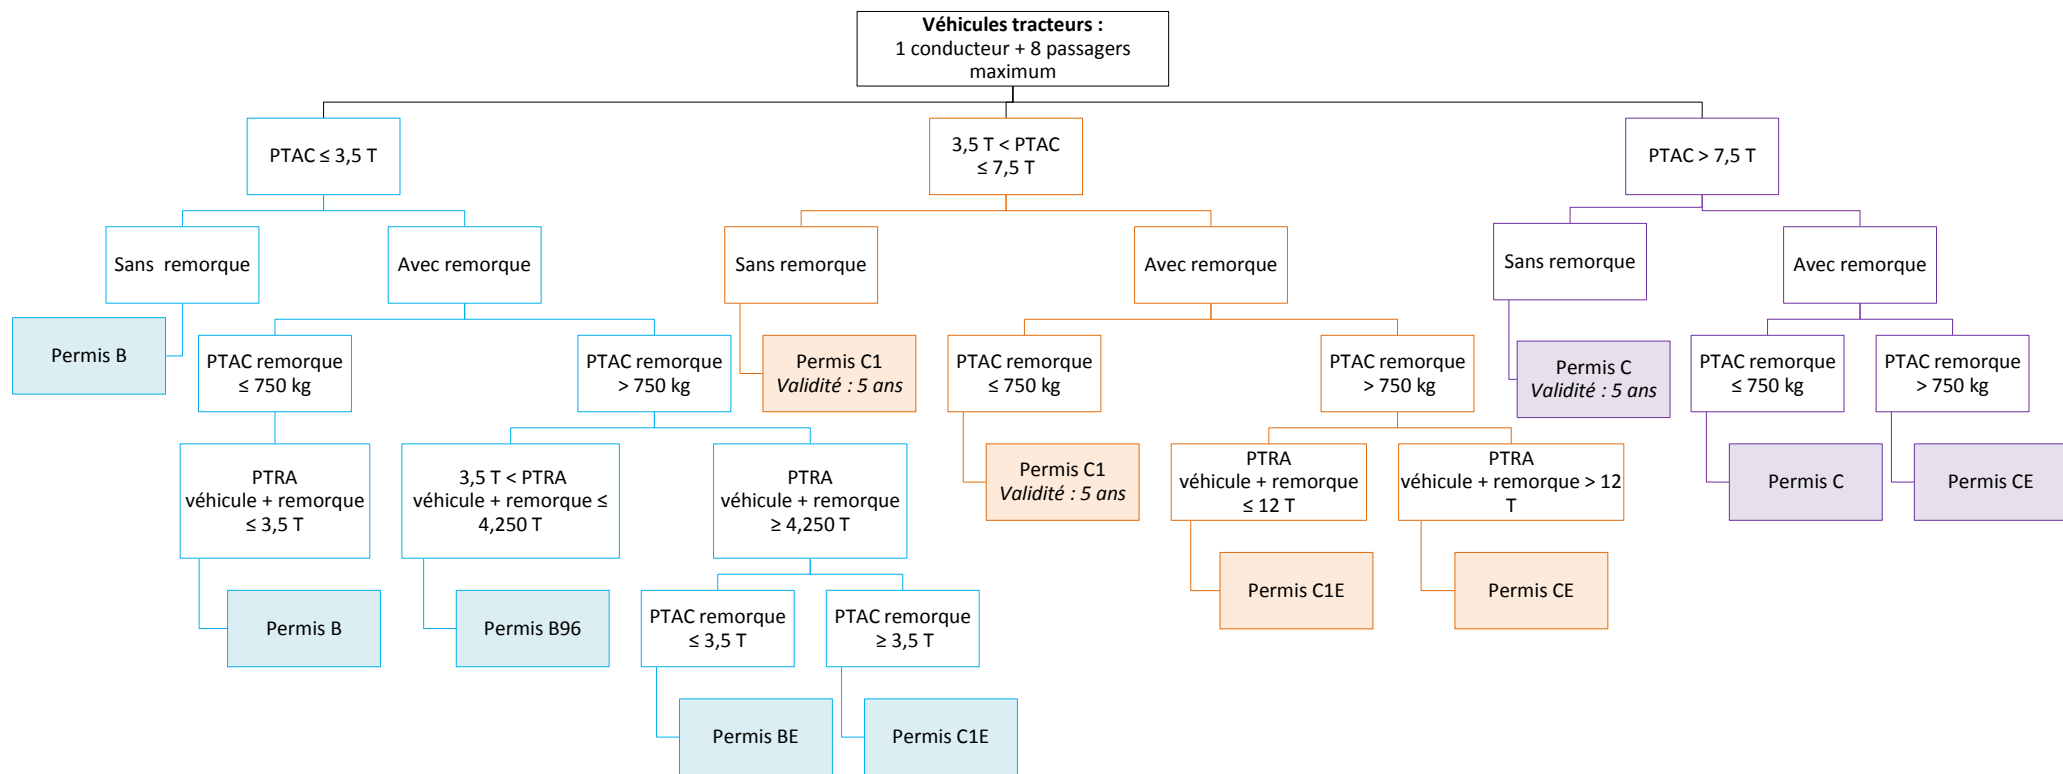 Véhicules tracteurs :
1 conducteur + 8 passagers
maximum
PTAC ≤ 3,5 T
3,5 T < PTAC
≤ 7,5 T
PTAC > 7,5 T
Sans remorque
Avec remorque
Sans remorque
Avec remorque
Sans remorque
Avec remorque
Permis B
PTAC remorque
≤ 750 kg
PTAC remorque
> 750 kg
Permis C1
Validité : 5 ans
PTAC remorque
≤ 750 kg
PTAC remorque
> 750 kg
Permis C
Validité : 5 ans
PTAC remorque
≤ 750 kg
PTAC remorque
> 750 kg
PTRA
véhicule + remorque
≤ 3,5 T
3,5 T < PTRA
véhicule + remorque ≤
4,250 T
PTRA
véhicule + remorque
≥ 4,250 T
Permis C1
Validité : 5 ans
PTRA
véhicule + remorque
≤ 12 T
PTRA
véhicule + remorque > 12
T
Permis C
Permis CE
Permis B
Permis B96
PTAC remorque
≤ 3,5 T
PTAC remorque
≥ 3,5 T
Permis C1E
Permis CE
Permis BE
Permis C1E